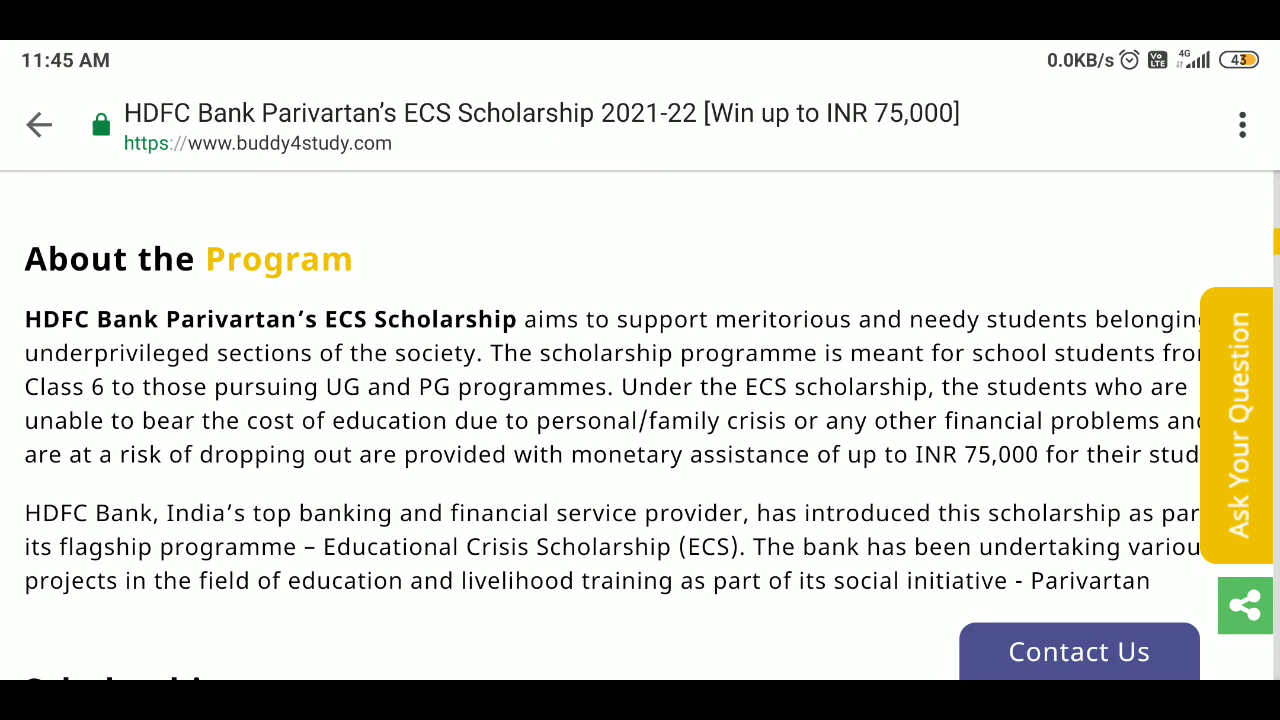 11:45 AM
0.0KB/s
Vo LTE
4G
43
HDFC Bank Parivartan’s ECS Scholarship 2021-22 [Win up to INR 75,000]
https://www.buddy4study.com
About the Program
HDFC Bank Parivartan’s ECS Scholarship aims to support meritorious and needy students belonging
underprivileged sections of the society. The scholarship programme is meant for school students from
Class 6 to those pursuing UG and PG programmes. Under the ECS scholarship, the students who are
unable to bear the cost of education due to personal/family crisis or any other financial problems and
are at a risk of dropping out are provided with monetary assistance of up to INR 75,000 for their stud
Ask Your Question
HDFC Bank, India’s top banking and financial service provider, has introduced this scholarship as par
its flagship programme – Educational Crisis Scholarship (ECS). The bank has been undertaking variou
projects in the field of education and livelihood training as part of its social initiative - Parivartan
Contact Us